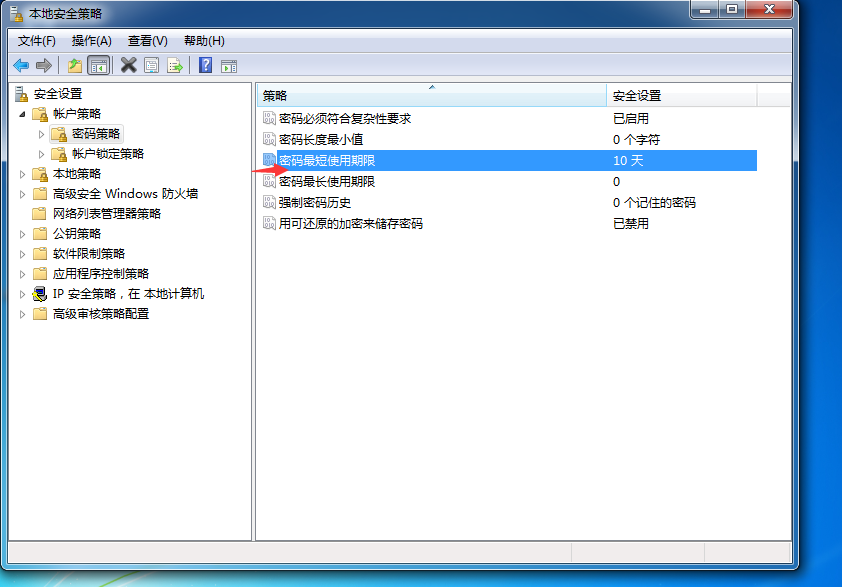 本地安全策略
文件(F) 操作(A) 查看(V) 帮助(H)
安全设置
帐户策略
密码策略
帐户锁定策略
本地策略
高级安全 Windows 防火墙
网络列表管理器策略
公钥策略
软件限制策略
应用程序控制策略
IP 安全策略，在 本地计算机
高级审核策略配置
策略 安全设置
密码必须符合复杂性要求 已启用
密码长度最小值 0 个字符
密码最短使用期限 10 天
密码最长使用期限 0
强制密码历史 0 个记住的密码
用可还原的加密来储存密码 已禁用